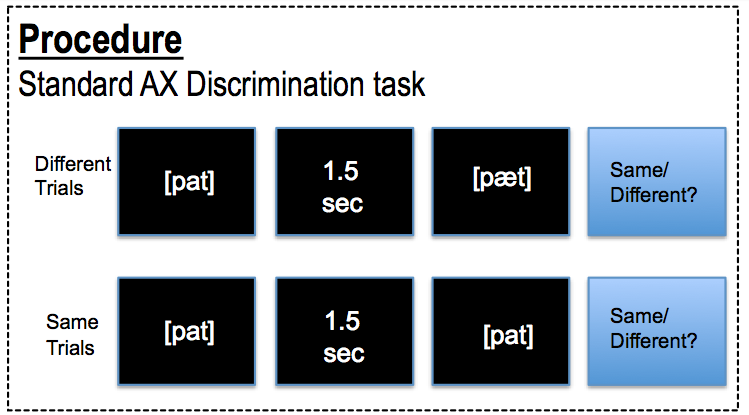 Procedure
Standard AX Discrimination task
Different
Trials
[pat]
1.5
sec
[pæt]
Same/
Different?
Same
Trials
[pat]
1.5
sec
[pat]
Same/
Different?